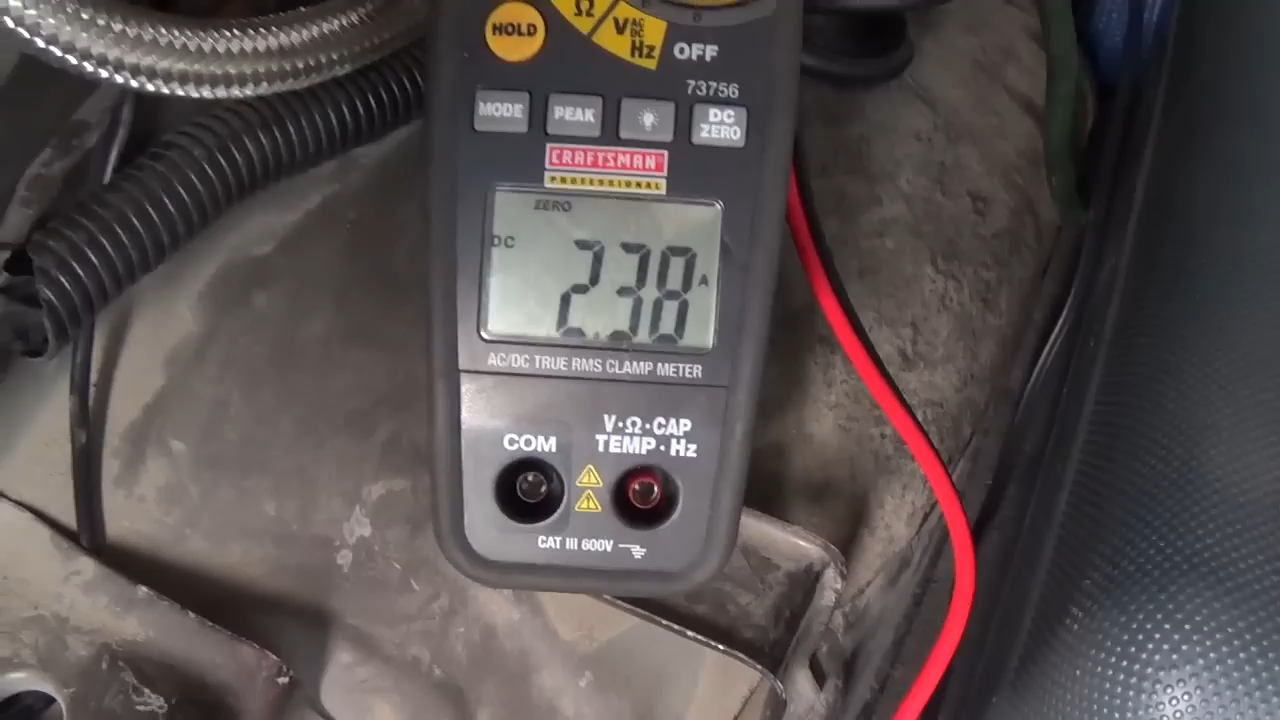 HOLD
Ω
V AC DC Hz
OFF
73756
MODE
PEAK
DC ZERO
CRAFTSMAN
PROFESSIONAL
ZERO
DC
2.38
A
AC/DC TRUE RMS CLAMP METER
COM
V·Ω·CAP
TEMP·Hz
CAT III 600V